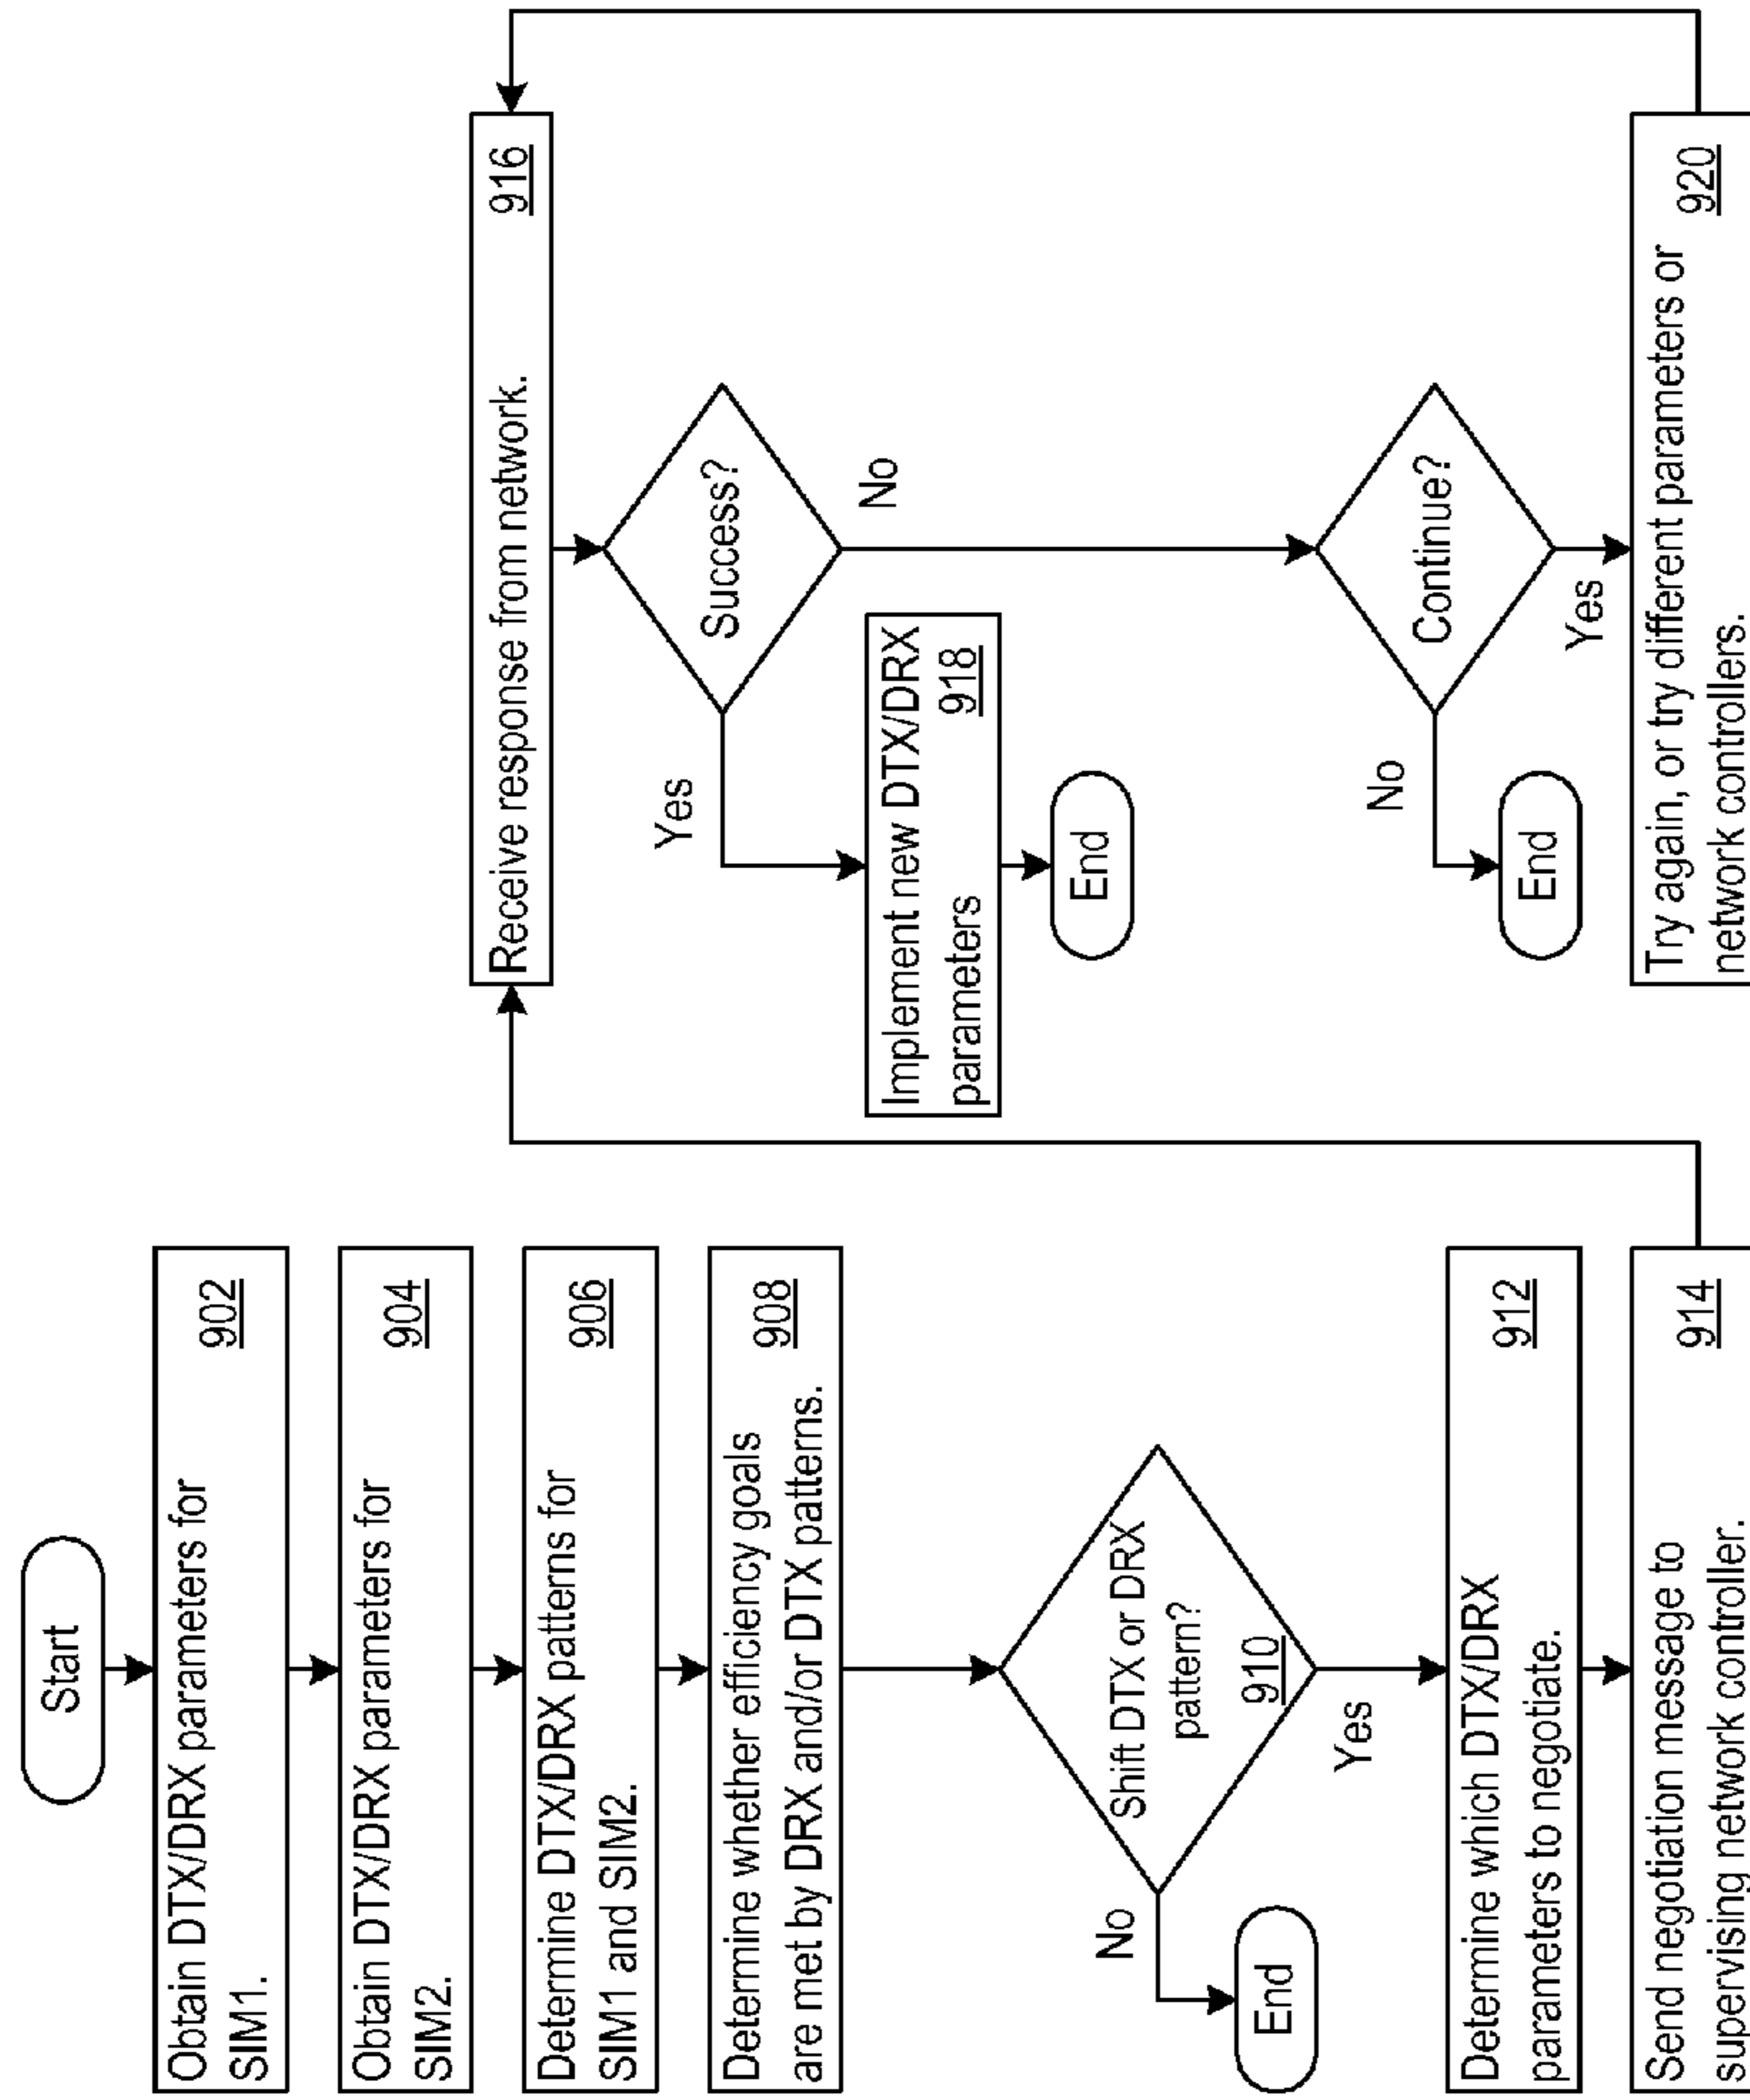 Start
Obtain DTX/DRX parameters for
SIM1.
902
Obtain DTX/DRX parameters for
SIM2.
904
Determine DTX/DRX patterns for
SIM1 and SIM2.
906
Determine whether efficiency goals
are met by DRX and/or DTX patterns.
908
Shift DTX or DRX
pattern?
910
No
End
Yes
Determine which DTX/DRX
parameters to negotiate.
912
Send negotiation message to
supervising network controller.
914
Receive response from network.
916
Success?
Yes
No
Implement new DTX/DRX
parameters
918
End
Continue?
No
End
Yes
Try again, or try different parameters or
network controllers.
920